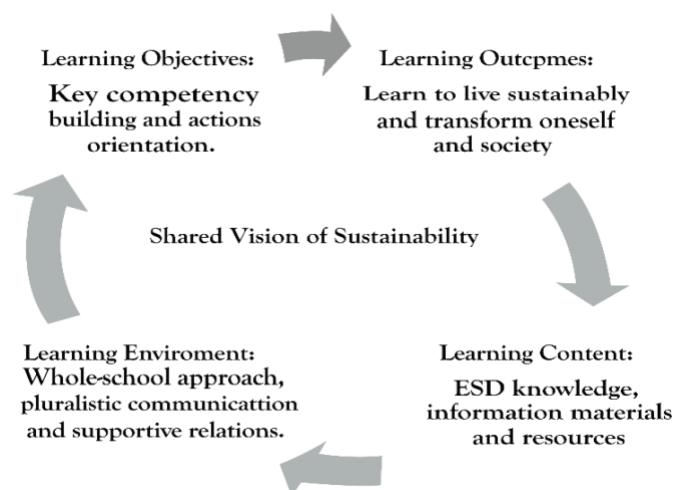 Learning Objectives:
Key competency
building and actions
orientation.
Learning Outcpmes:
Learn to live sustainably
and transform oneself
and society
Shared Vision of Sustainability
Learning Enviroment:
Whole-school approach,
pluralistic communicattion
and supportive relations.
Learning Content:
ESD knowledge,
information materials
and resources